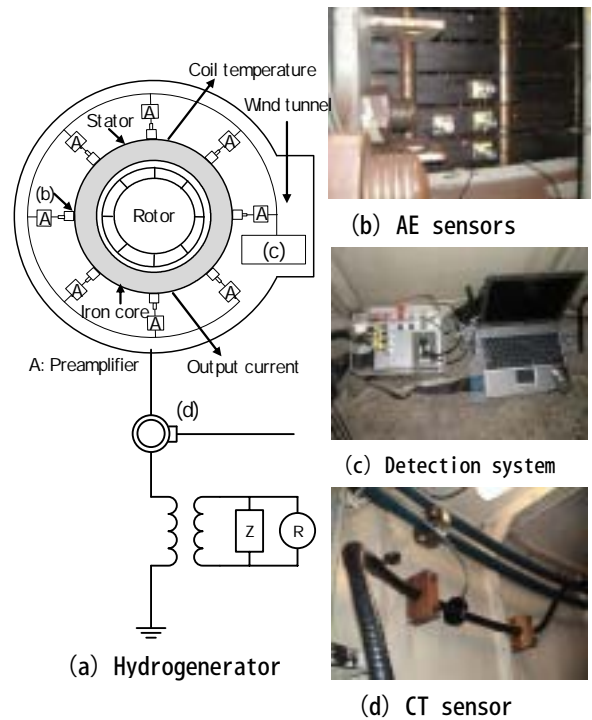 Coil temperature
Wind tunnel
Stator
A
A
A
(b)
A
Rotor
A
(c)
A
A
A
Iron core
A: Preamplifier
Output current
(d)
Z
R
(a) Hydrogenerator
(b) AE sensors
(c) Detection system
(d) CT sensor